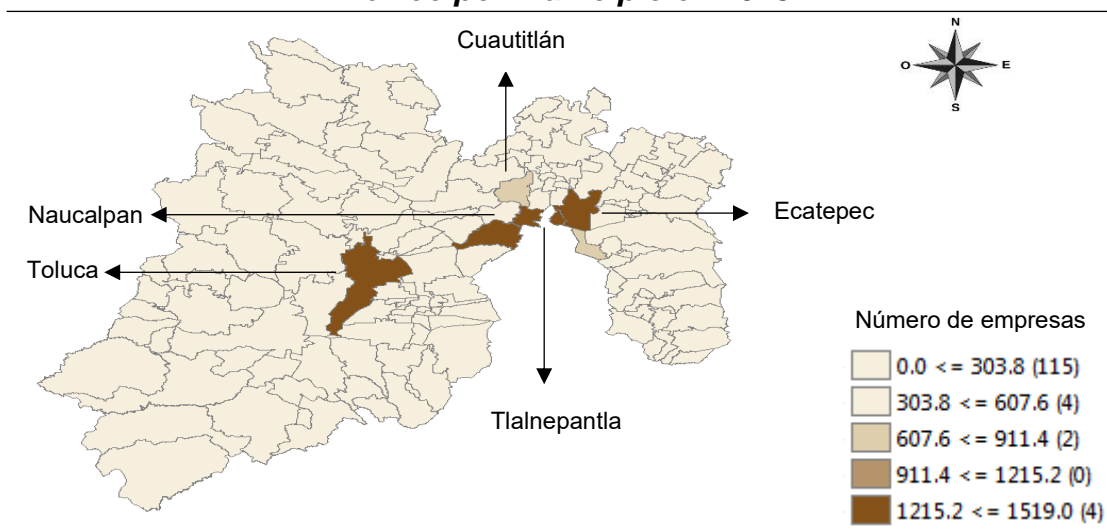 Cuautitlán
N
O
E
S
Naucalpan
Ecatepec
Toluca
Número de empresas
0.0 <= 303.8 (115)
303.8 <= 607.6 (4)
607.6 <= 911.4 (2)
911.4 <= 1215.2 (0)
1215.2 <= 1519.0 (4)
Tlalnepantla